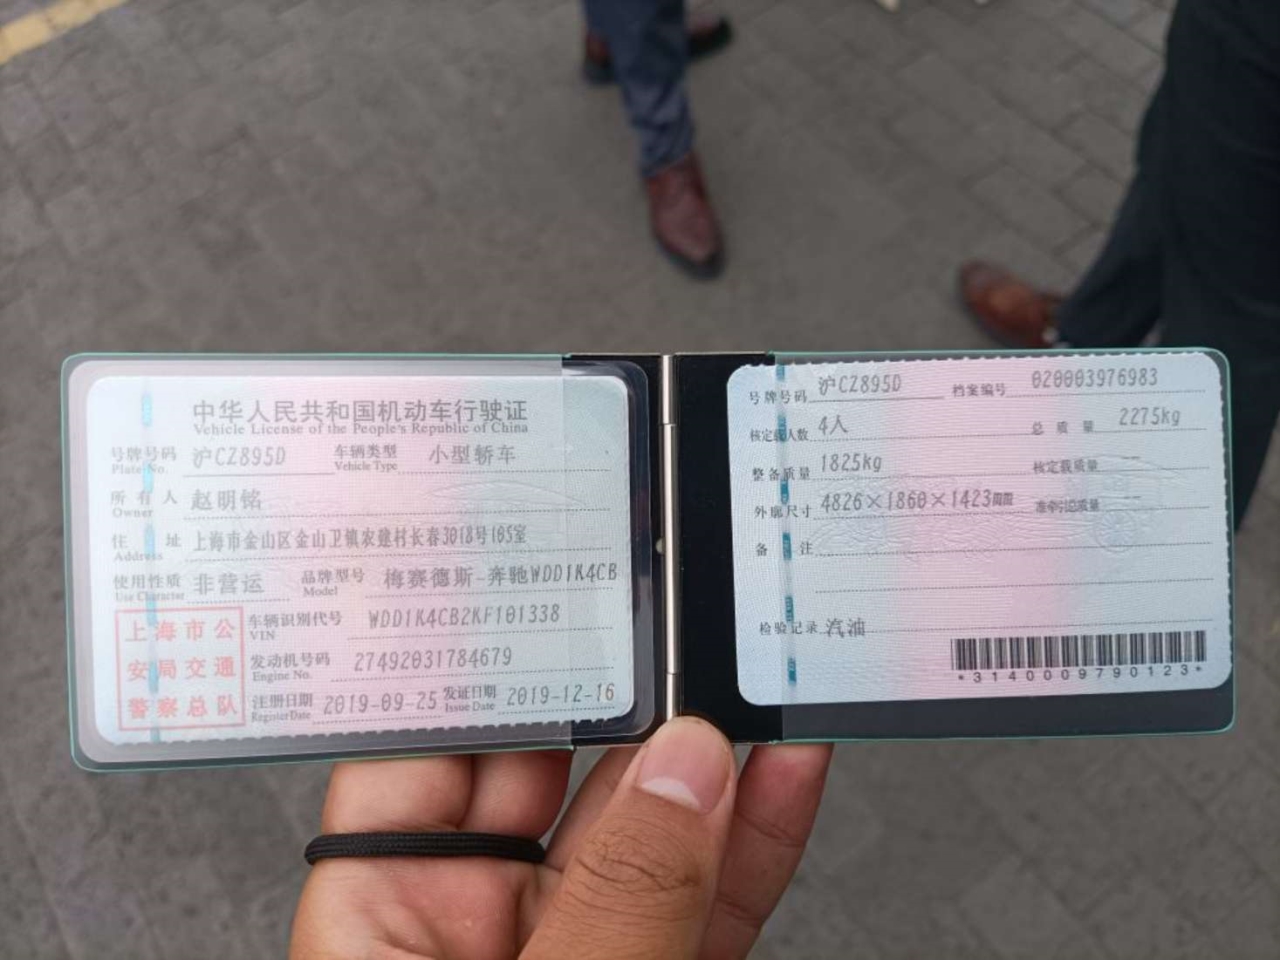 中华人民共和国机动车行驶证
Vehicle License of the People's Republic of China
号牌号码 沪CZ895D 车辆类型 小型轿车
Plate No. Vehicle Type
所有人 赵明铭
Owner
住址 上海市金山区金山卫镇农建村长春3018号105室
Address
使用性质 非营运 品牌型号 梅赛德斯-奔驰WDD1K4CB
Use Character Model
车辆识别代号 WDD1K4CB2KF101338
VIN
发动机号码 27492031784679
Engine No.
注册日期 2019-09-25 发证日期 2019-12-16
Register Date Issue Date
上海市公
安局交通
警察总队
号牌号码 沪CZ895D 档案编号 020003976983
核定载人数 4人 总质量 2275kg
整备质量 1825kg 核定载质量 --
外廓尺寸 4826×1860×1423mm 准牵引总质量 --
备注
检验记录 汽油
*3140009790123*